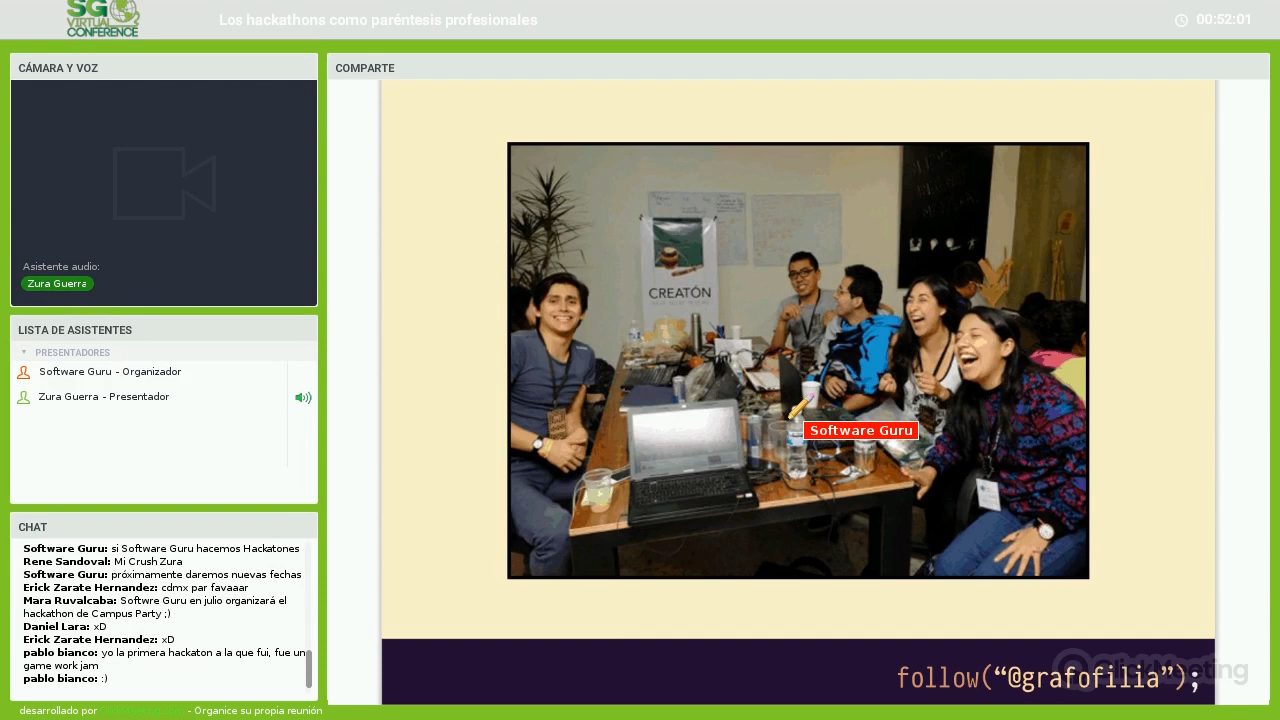 SG
VIRTUAL
CONFERENCE
Los hackathons como paréntesis profesionales
00:52:01
CÁMARA Y VOZ
Asistente audio:
Zura Guerra
LISTA DE ASISTENTES
PRESENTADORES
Software Guru - Organizador
Zura Guerra - Presentador
CHAT
Software Guru: si Software Guru hacemos Hackatones
Rene Sandoval: Mi Crush Zura
Software Guru: próximamente daremos nuevas fechas
Erick Zarate Hernandez: cdmx par favaaar
Mara Ruvalcaba: Softwre Guru en julio organizará el
hackathon de Campus Party ;)
Daniel Lara: xD
Erick Zarate Hernandez: xD
pablo bianco: yo la primera hackaton a la que fui, fue un
game work jam
pablo bianco: :)
desarrollado por
- Organice su propia reunión
COMPARTE
CREATÓN
Software Guru
follow(“@grafofilia”);
ClickMeeting